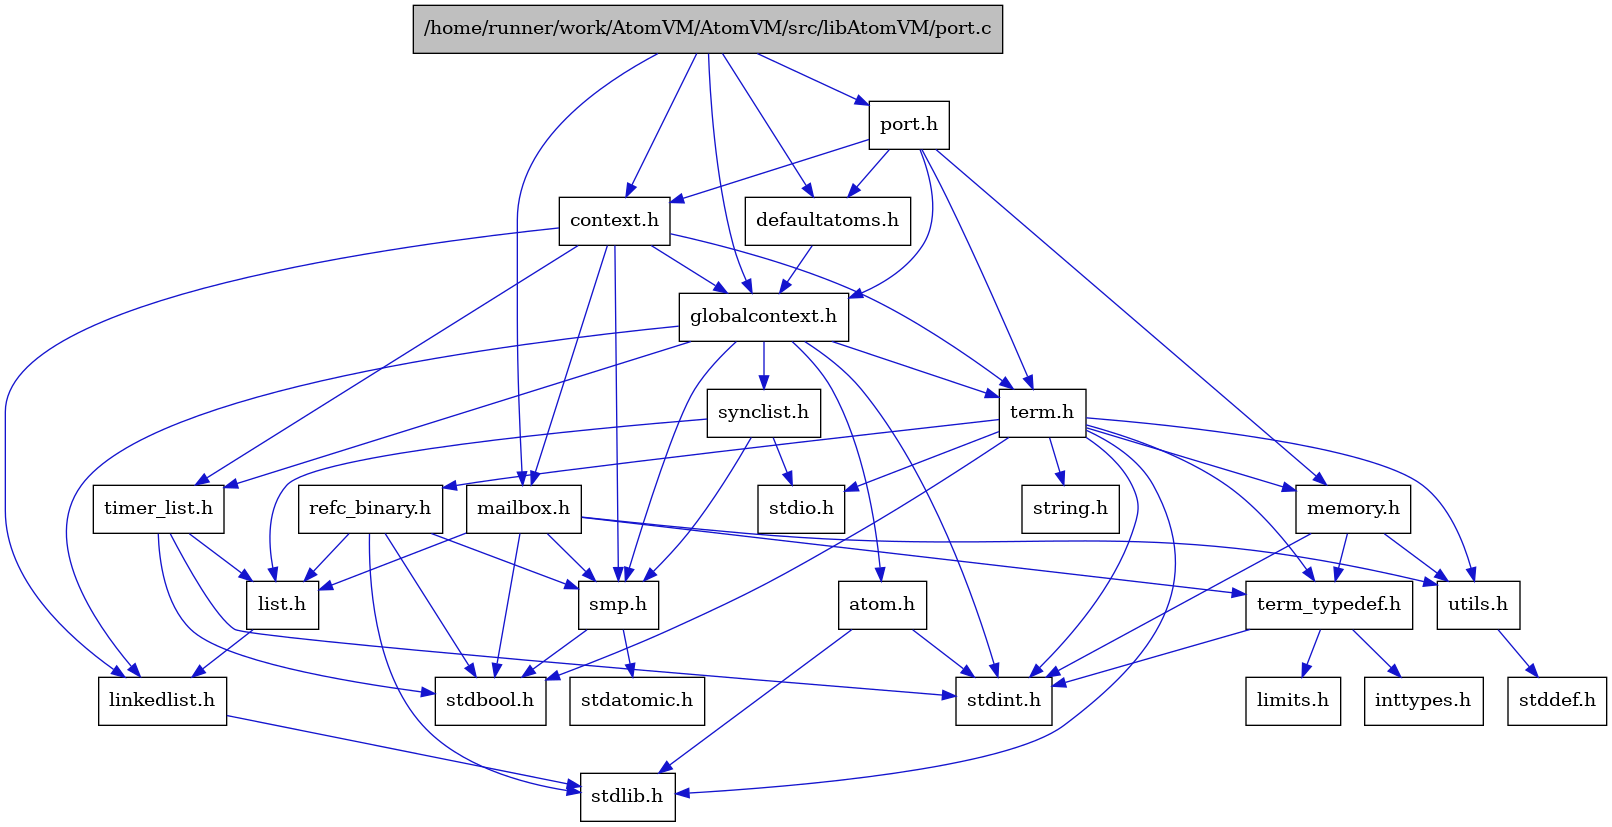 /home/runner/work/AtomVM/AtomVM/src/libAtomVM/port.c
port.h
context.h
defaultatoms.h
globalcontext.h
synclist.h
term.h
timer_list.h
refc_binary.h
mailbox.h
stdio.h
string.h
memory.h
list.h
smp.h
atom.h
term_typedef.h
utils.h
linkedlist.h
stdbool.h
stdatomic.h
stdint.h
limits.h
inttypes.h
stddef.h
stdlib.h